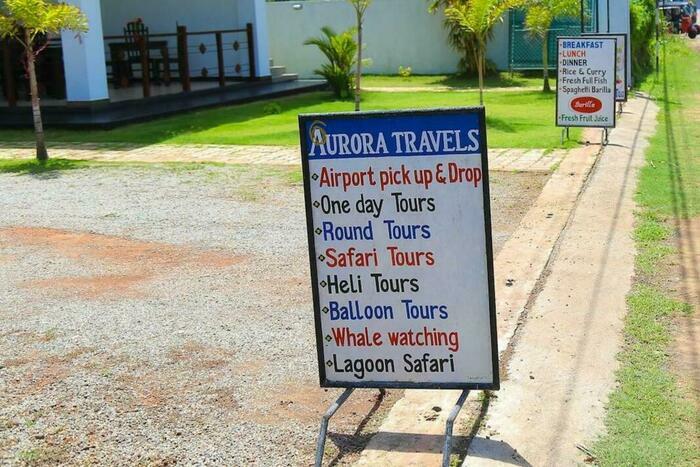 AURORA TRAVELS
Airport pick up & Drop
One day Tours
Round Tours
Safari Tours
Heli Tours
Balloon Tours
Whale watching
Lagoon Safari
BREAKFAST
LUNCH
DINNER
Rice & Curry
Freshest Full Fish
Spaghetti Barilla
Barilla
Fresh Fruit Juice